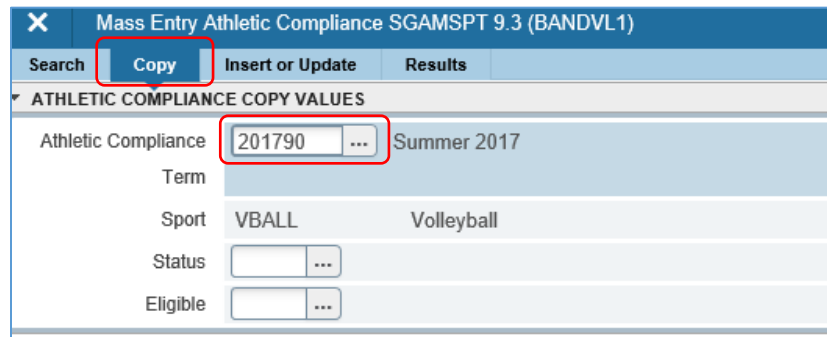 Mass Entry Athletic Compliance SGAMSPT 9.3 (BANDVL1)
Search Copy Insert or Update Results
ATHLETIC COMPLIANCE COPY VALUES
Athletic Compliance 201790 ... Summer 2017
Term
Sport VBALL Volleyball
Status ...
Eligible ...